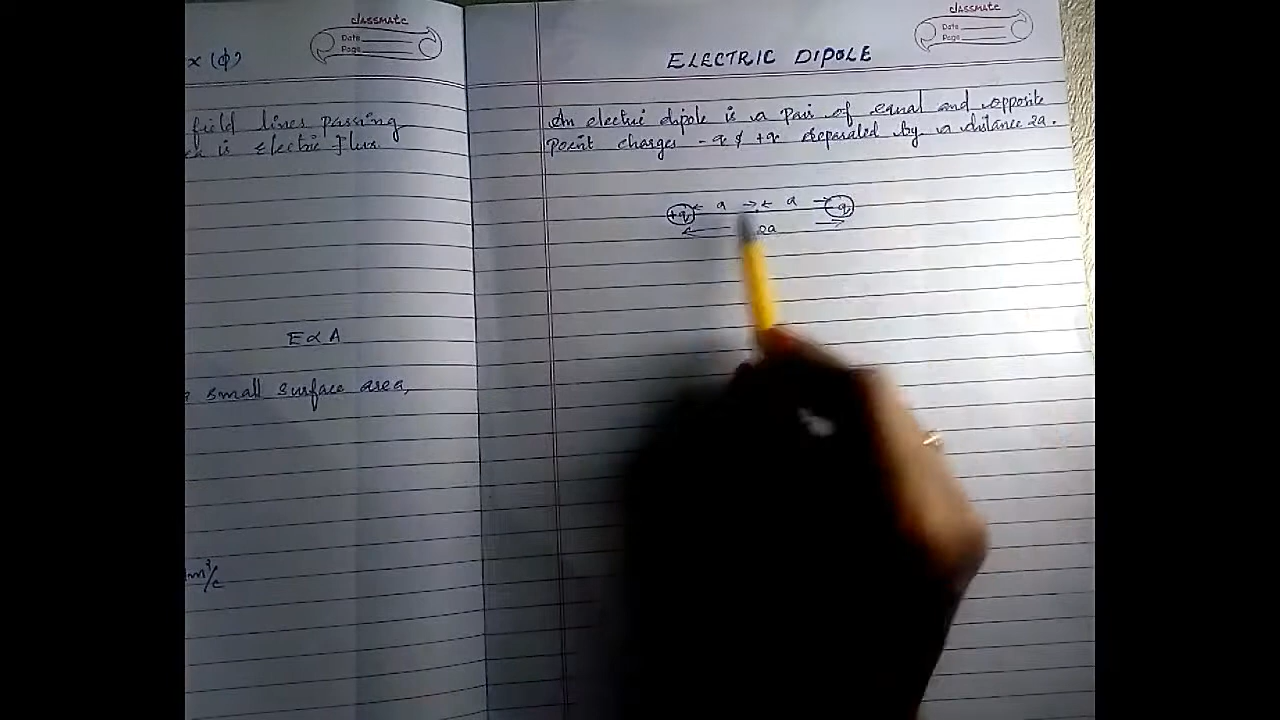 classmate
Date
Page
x (ϕ)
field lines passing
is electric flux.
E ∝ A
small surface area,
classmate
Date
Page
ELECTRIC DIPOLE
An electric dipole is a pair of equal and opposite
point charges -q & +q separated by a distance 2a.
+q a a -q
2a